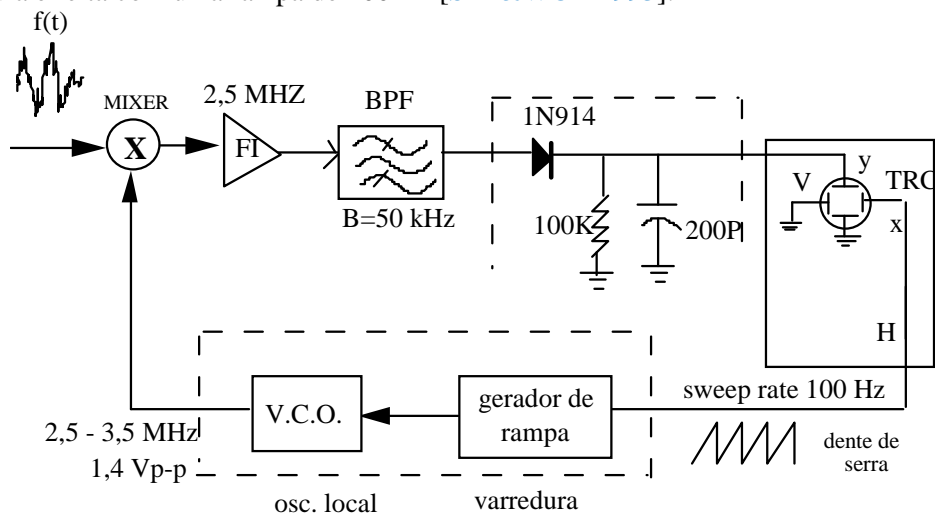 f(t)
MIXER
X
2,5 MHZ
FI
BPF
B=50 kHz
1N914
100K
200P
V
y
TRC
x
H
V.C.O.
gerador de
rampa
sweep rate 100 Hz
2,5 - 3,5 MHz
1,4 Vp-p
dente de
serra
osc. local
varredura